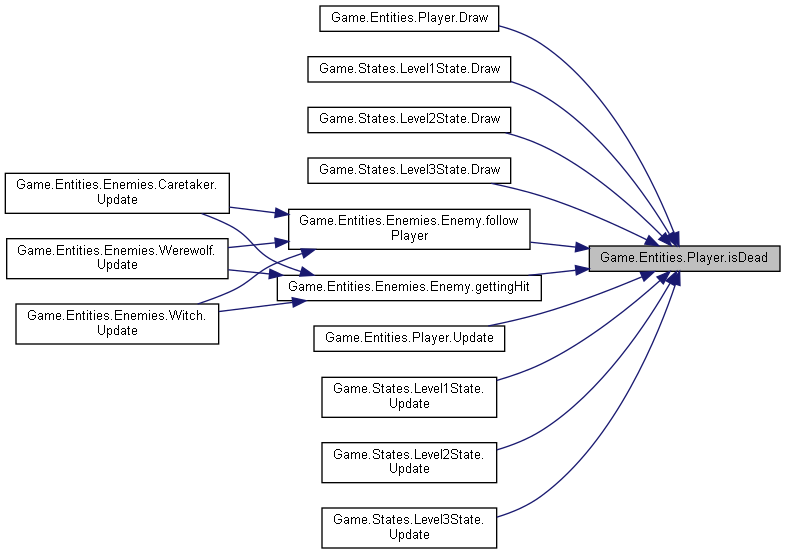 Game.Entities.Player.Draw
Game.States.Level1State.Draw
Game.States.Level2State.Draw
Game.States.Level3State.Draw
Game.Entities.Enemies.Caretaker.
Update
Game.Entities.Enemies.Enemy.follow
Player
Game.Entities.Enemies.Werewolf.
Update
Game.Entities.Player.isDead
Game.Entities.Enemies.Enemy.gettingHit
Game.Entities.Enemies.Witch.
Update
Game.Entities.Player.Update
Game.States.Level1State.
Update
Game.States.Level2State.
Update
Game.States.Level3State.
Update